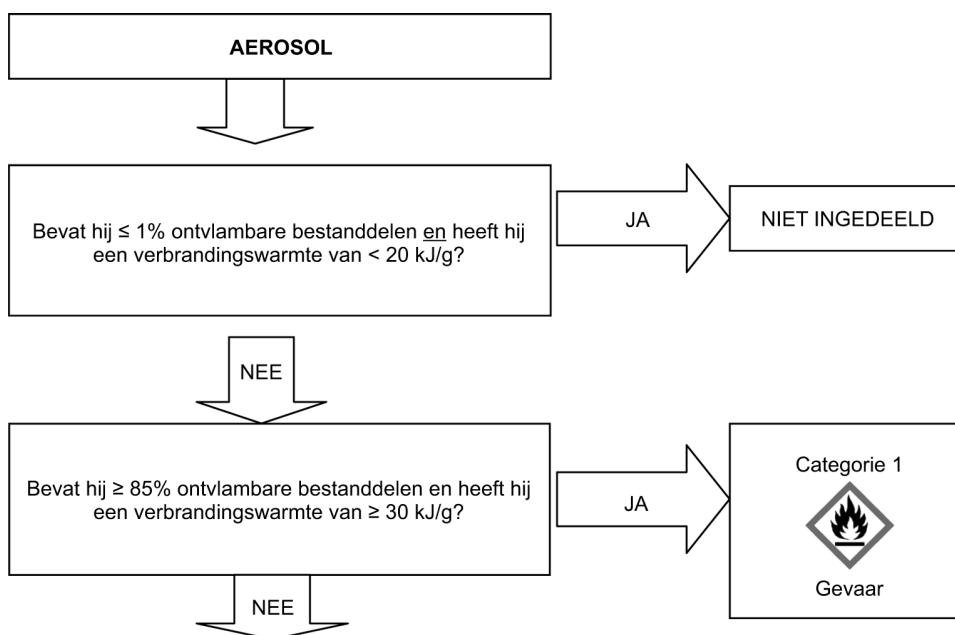 AEROSOL
Bevat hij ≤ 1% ontvlambare bestanddelen en heeft hij
een verbrandingswarmte van < 20 kJ/g?
JA
NIET INGEDEELD
NEE
Bevat hij ≥ 85% ontvlambare bestanddelen en heeft hij
een verbrandingswarmte van ≥ 30 kJ/g?
JA
Categorie 1
Gevaar
NEE